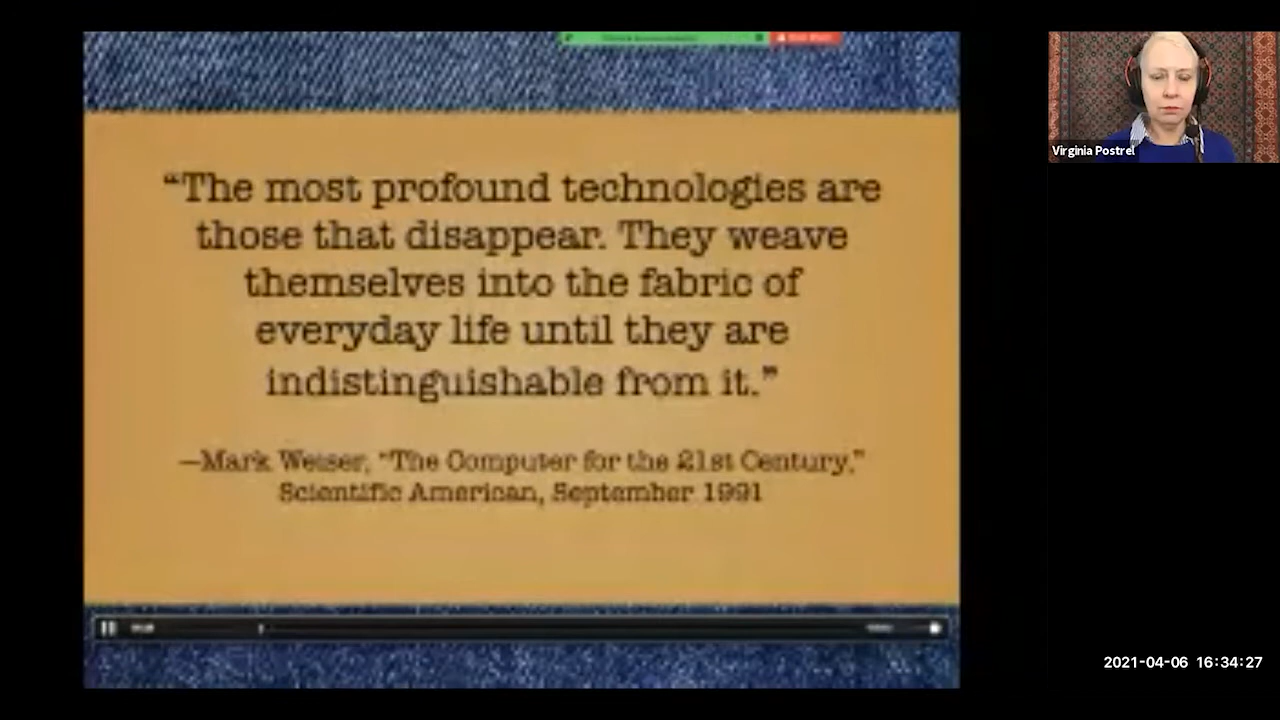 “The most profound technologies are
those that disappear. They weave
themselves into the fabric of
everyday life until they are
indistinguishable from it.”
—Mark Weiser, “The Computer for the 21st Century,”
Scientific American, September 1991
Virginia Postrel
2021-04-06 16:34:27